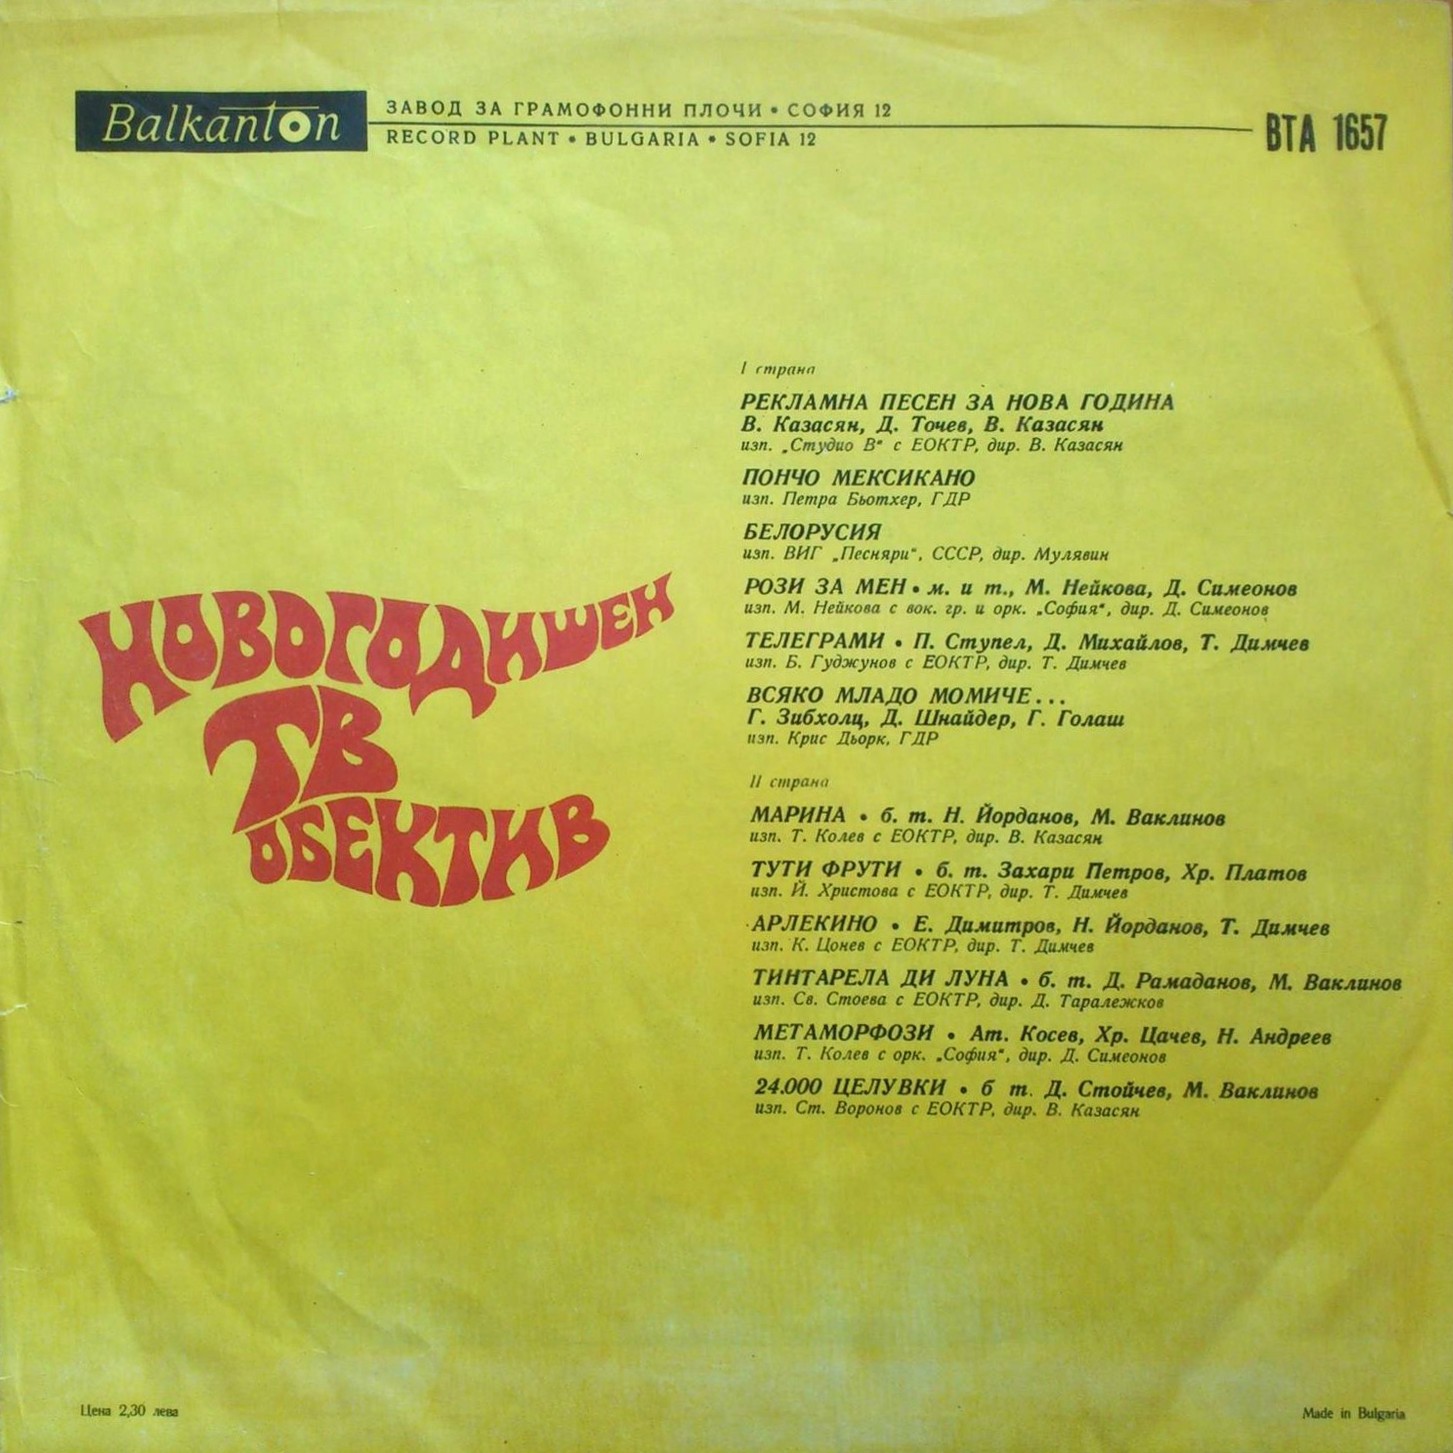 Balkanton
ЗАВОД ЗА ГРАМОФОННИ ПЛОЧИ • СОФИЯ 12
RECORD PLANT • BULGARIA • SOFIA 12
ВТА 1657
НОВОГОДИШЕН
ТВ
ОБЕКТИВ
I страна
РЕКЛАМНА ПЕСЕН ЗА НОВА ГОДИНА
В. Казасян, Д. Точев, В. Казасян
изп. „Студио В“ с ЕОКТР, дир. В. Казасян
ПОНЧО МЕКСИКАНО
изп. Петра Бьотхер, ГДР
БЕЛОРУСИЯ
изп. ВИГ „Песняри“, СССР, дир. Мулявин
РОЗИ ЗА МЕН • м. и т., М. Нейкова, Д. Симеонов
изп. М. Нейкова с вок. гр. и орк. „София“, дир. Д. Симеонов
ТЕЛЕГРАМИ • П. Ступел, Д. Михайлов, Т. Димчев
изп. Б. Гуджунов с ЕОКТР, дир. Т. Димчев
ВСЯКО МЛАДО МОМИЧЕ...
Г. Зибхолц, Д. Шнайдер, Г. Голаш
изп. Крис Дьорк, ГДР
II страна
МАРИНА • б. т. Н. Йорданов, М. Ваклинов
изп. Т. Колев с ЕОКТР, дир. В. Казасян
ТУТИ ФРУТИ • б. т. Захари Петров, Хр. Платов
изп. Й. Христова с ЕОКТР, дир. Т. Димчев
АРЛЕКИНО • Е. Димитров, Н. Йорданов, Т. Димчев
изп. К. Цонев с ЕОКТР, дир. Т. Димчев
ТИНТАРЕЛА ДИ ЛУНА • б. т. Д. Рамаданов, М. Ваклинов
изп. Св. Стоева с ЕОКТР, дир. Д. Таралежков
МЕТАМОРФОЗИ • Ат. Косев, Хр. Цачев, Н. Андреев
изп. Т. Колев с орк. „София“, дир. Д. Симеонов
24.000 ЦЕЛУВКИ • б т. Д. Стойчев, М. Ваклинов
изп. Ст. Воронов с ЕОКТР, дир. В. Казасян
Цена 2,30 лева
Made in Bulgaria